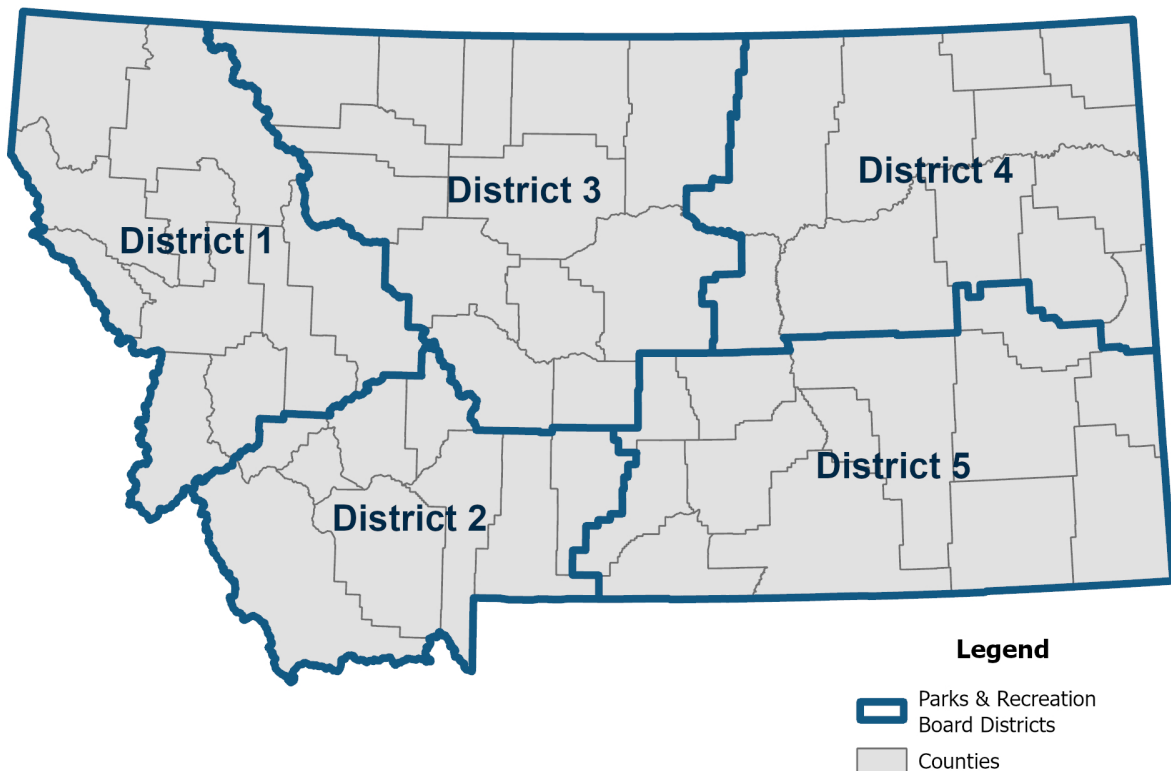 District 3
District 4
District 1
District 5
District 2
Legend
Parks & Recreation
Board Districts
Counties